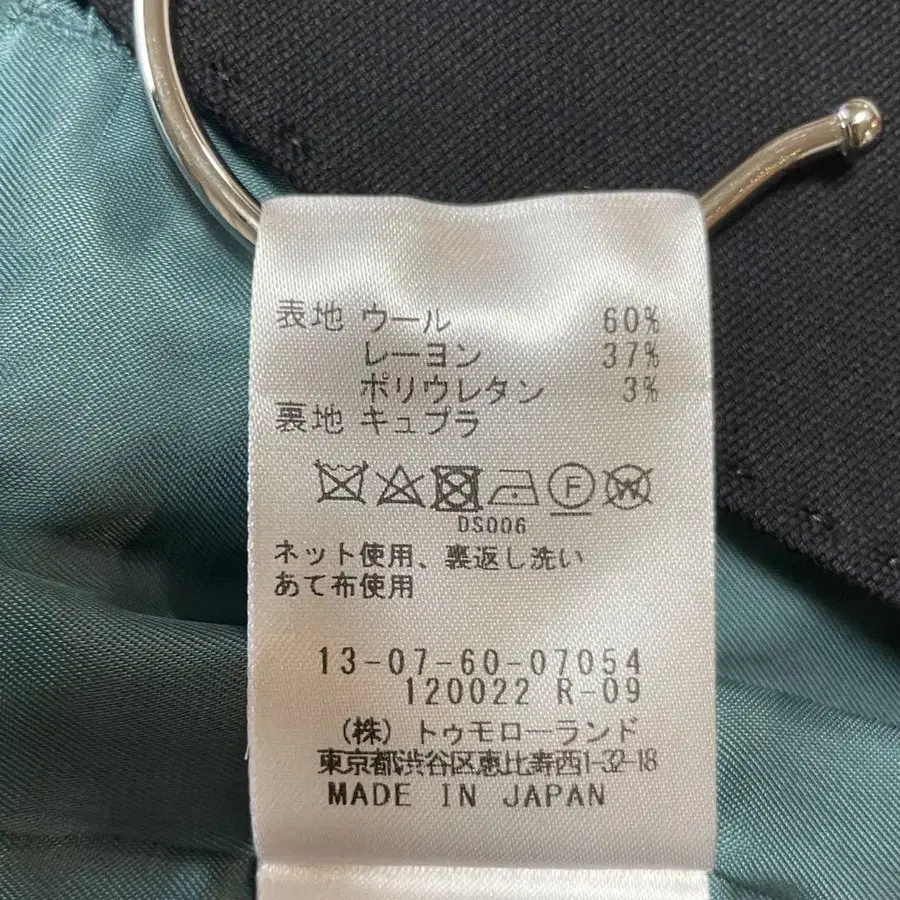 表地 ウール 60%
レーヨン 37%
ポリウレタン 3%
裏地 キュプラ
F W
DS006
ネット使用、裏返し洗い
あて布使用
13-07-60-07054
120022 R-09
(株) トゥモローランド
東京都渋谷区恵比寿西1-32-18
MADE IN JAPAN